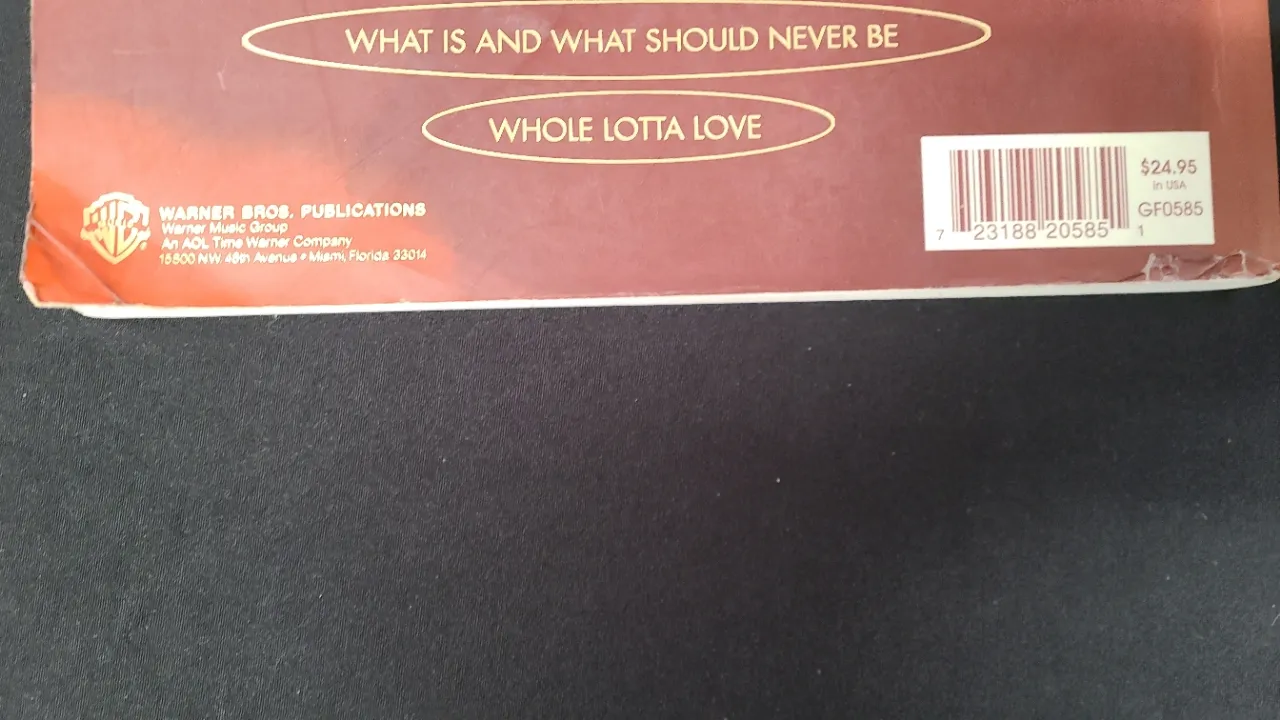 WHAT IS AND WHAT SHOULD NEVER BE
WHOLE LOTTA LOVE
WARNER BROS. PUBLICATIONS
Warner Music Group
An AOL Time Warner Company
15800 N.W. 48th Avenue • Miami, Florida 33014
$24.95
in USA
GF0585
7 23188 20585 1